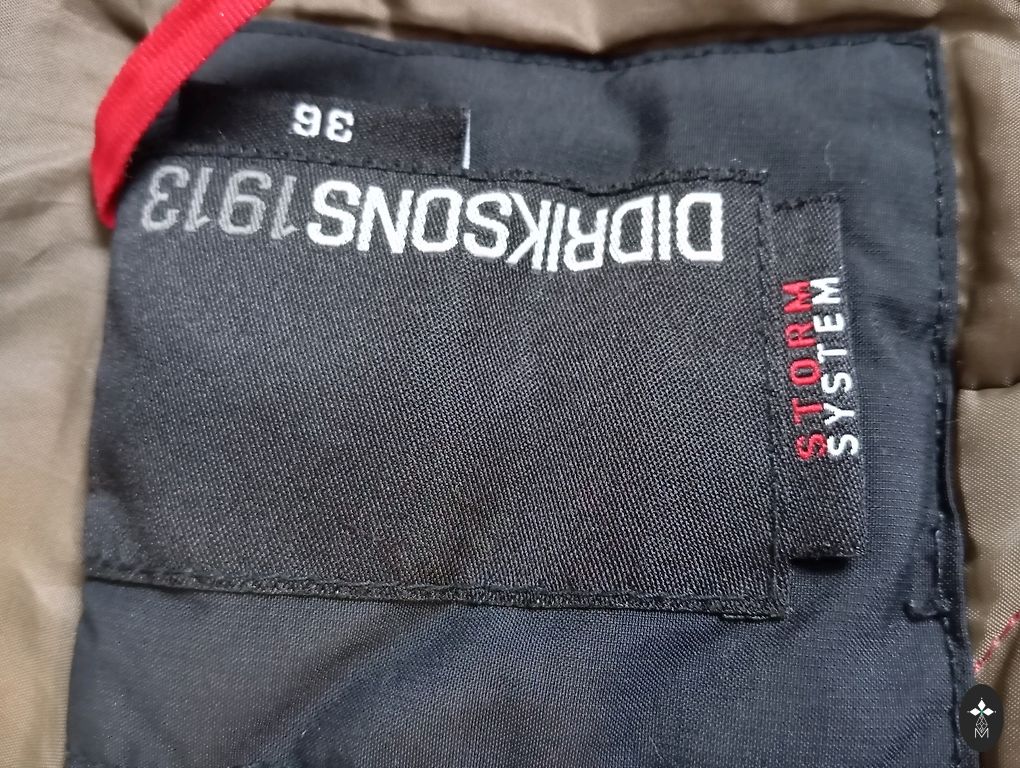 36
DIDRIKSONS1913
STORM
SYSTEM
M